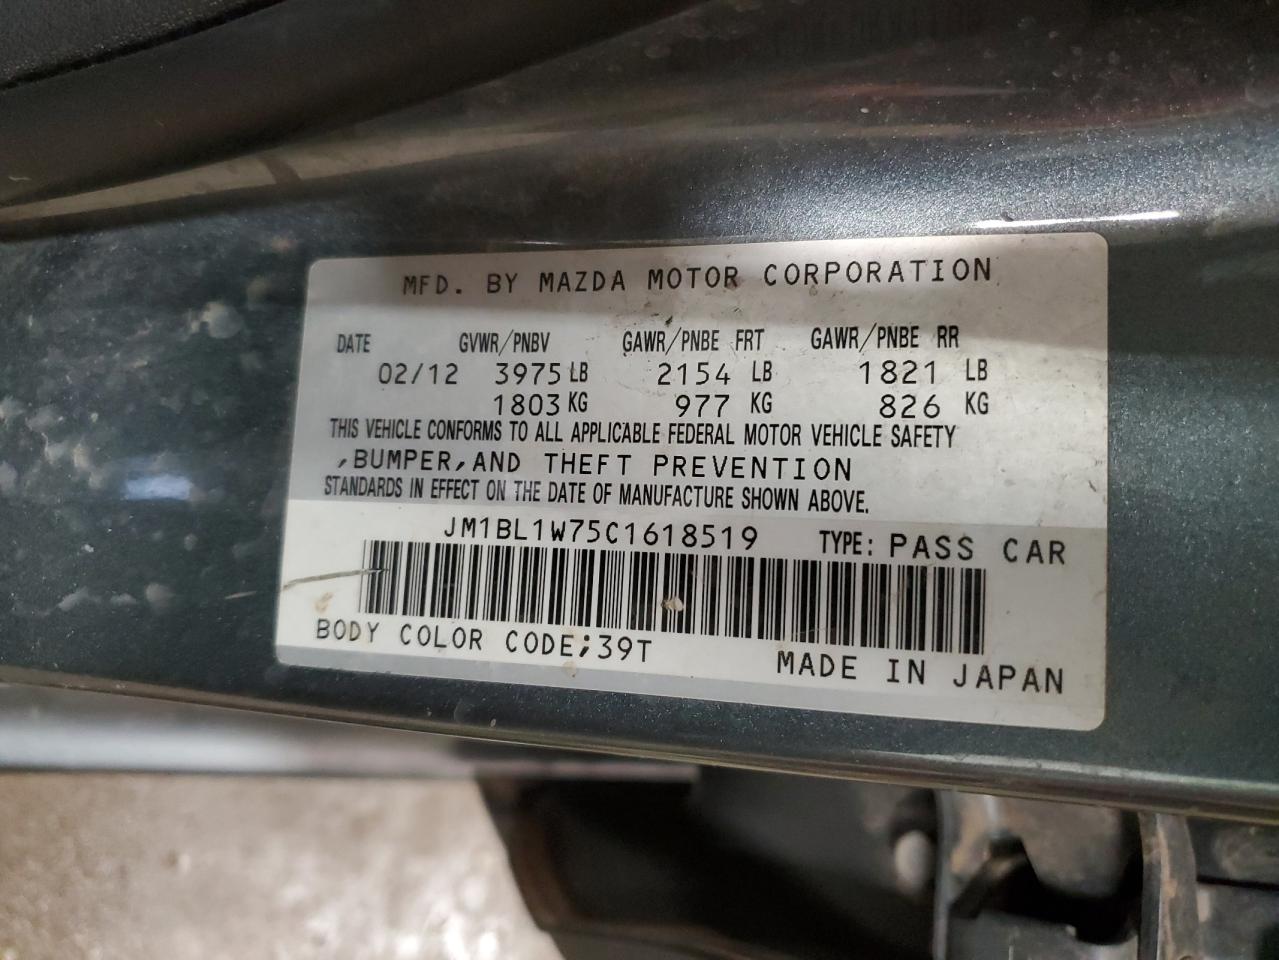 MFD. BY MAZDA MOTOR CORPORATION
DATE GVWR/PNBV GAWR/PNBE FRT GAWR/PNBE RR
02/12 3975 LB 2154 LB 1821 LB
1803 KG 977 KG 826 KG
THIS VEHICLE CONFORMS TO ALL APPLICABLE FEDERAL MOTOR VEHICLE SAFETY
,BUMPER,AND THEFT PREVENTION
STANDARDS IN EFFECT ON THE DATE OF MANUFACTURE SHOWN ABOVE.
JM1BL1W75C1618519 TYPE: PASS CAR
BODY COLOR CODE;39T
MADE IN JAPAN